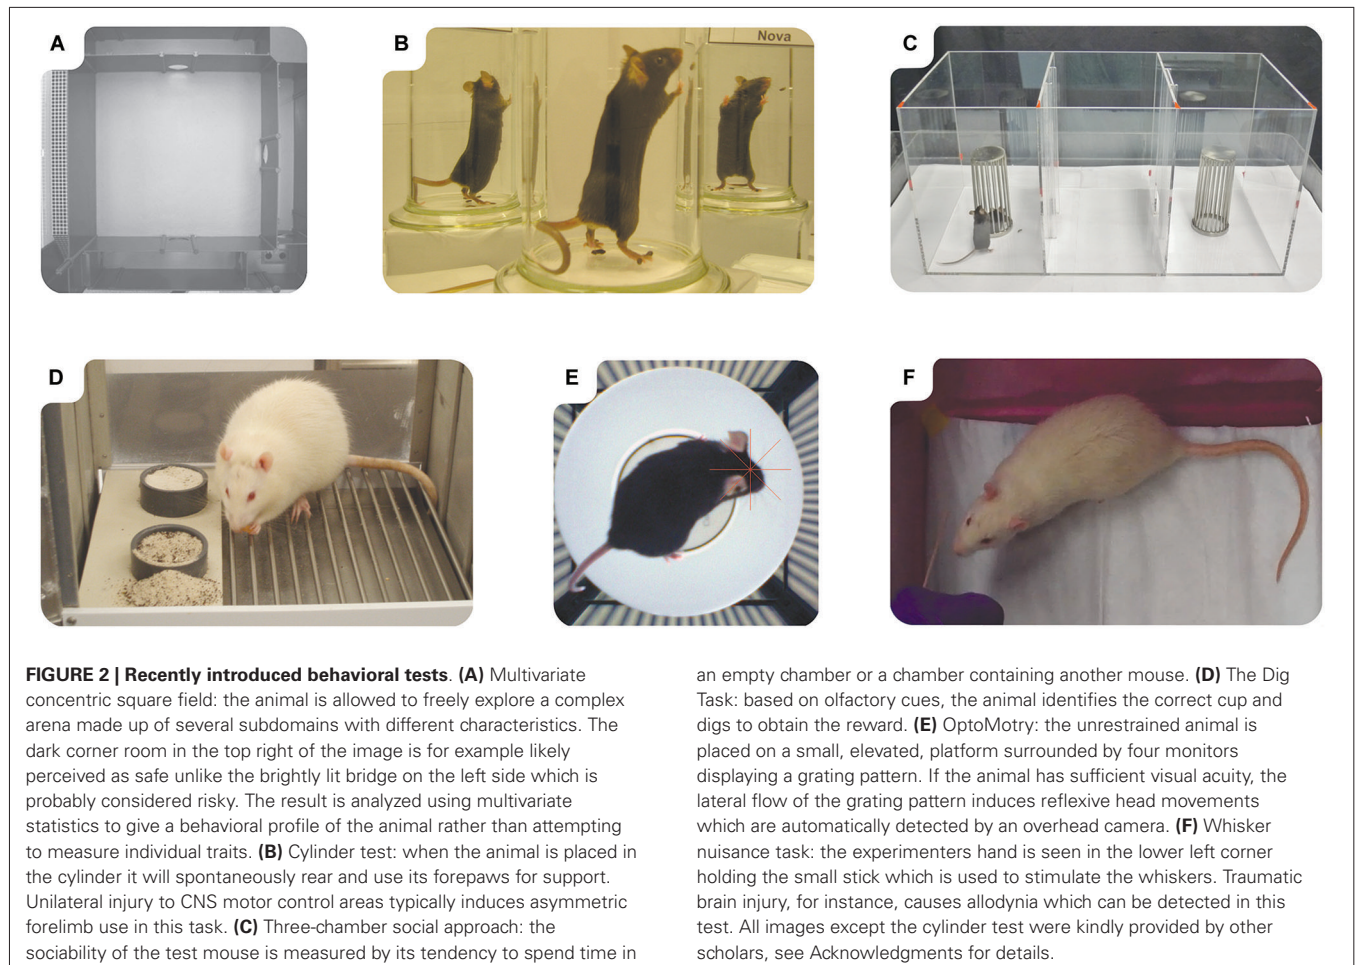 A
B
Nova
C
D
E
F
FIGURE 2 | Recently introduced behavioral tests. (A) Multivariate
concentric square field: the animal is allowed to freely explore a complex
arena made up of several subdomains with different characteristics. The
dark corner room in the top right of the image is for example likely
perceived as safe unlike the brightly lit bridge on the left side which is
probably considered risky. The result is analyzed using multivariate
statistics to give a behavioral profile of the animal rather than attempting
to measure individual traits. (B) Cylinder test: when the animal is placed in
the cylinder it will spontaneously rear and use its forepaws for support.
Unilateral injury to CNS motor control areas typically induces asymmetric
forelimb use in this task. (C) Three-chamber social approach: the
sociability of the test mouse is measured by its tendency to spend time in
an empty chamber or a chamber containing another mouse. (D) The Dig
Task: based on olfactory cues, the animal identifies the correct cup and
digs to obtain the reward. (E) OptoMotry: the unrestrained animal is
placed on a small, elevated, platform surrounded by four monitors
displaying a grating pattern. If the animal has sufficient visual acuity, the
lateral flow of the grating pattern induces reflexive head movements
which are automatically detected by an overhead camera. (F) Whisker
nuisance task: the experimenters hand is seen in the lower left corner
holding the small stick which is used to stimulate the whiskers. Traumatic
brain injury, for instance, causes allodynia which can be detected in this
test. All images except the cylinder test were kindly provided by other
scholars, see Acknowledgments for details.